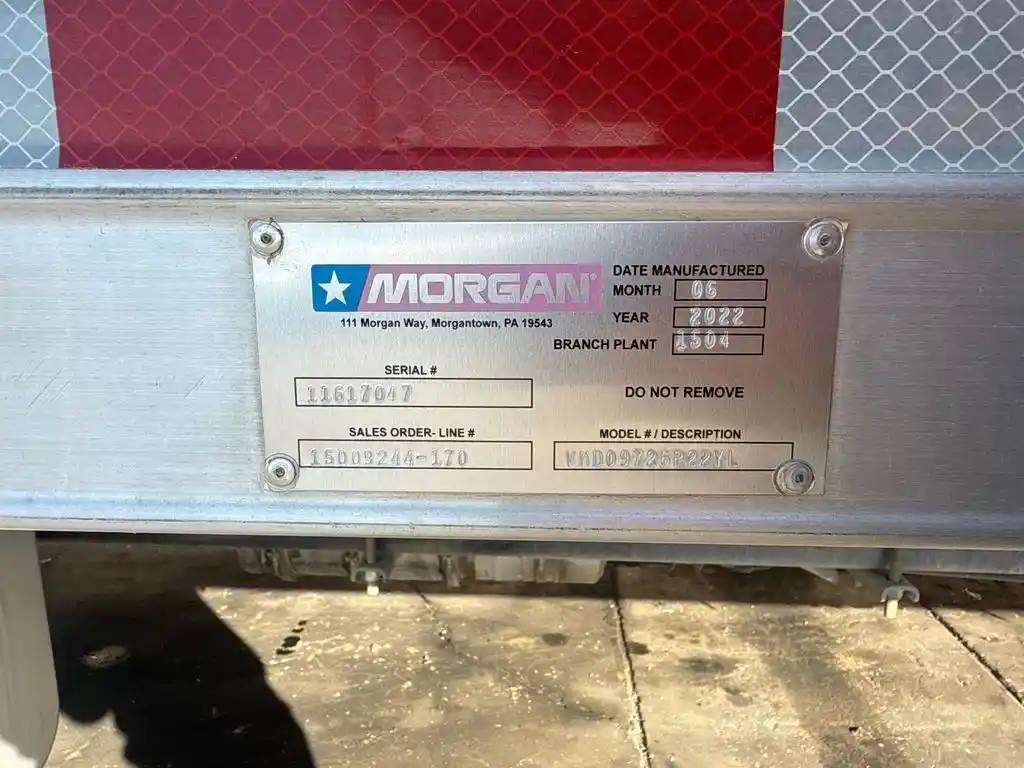 MORGAN®
111 Morgan Way, Morgantown, PA 19543
DATE MANUFACTURED
MONTH 06
YEAR 2022
BRANCH PLANT 1504
SERIAL #
11617047
DO NOT REMOVE
SALES ORDER- LINE #
15009244-170
MODEL # / DESCRIPTION